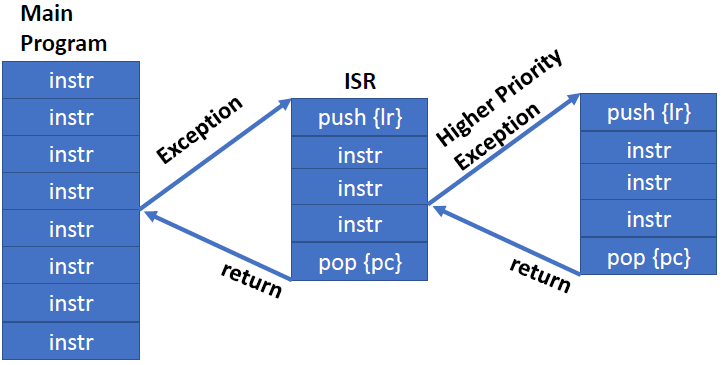 Main
Program
instr
instr
instr
instr
instr
instr
instr
instr
Exception
return
ISR
push {lr}
instr
instr
instr
pop {pc}
Higher Priority
Exception
return
push {lr}
instr
instr
instr
pop {pc}